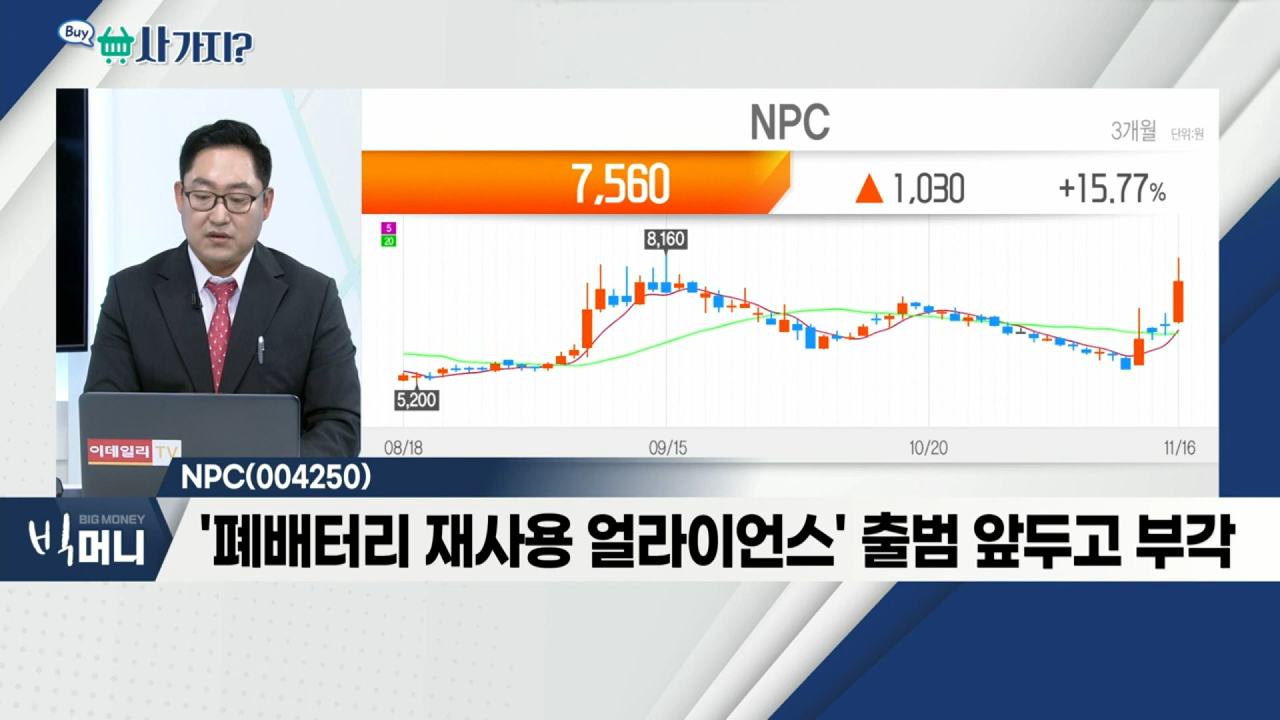 Buy 사가지?
NPC
3개월 단위:원
7,560 ▲ 1,030 +15.77%
5
20
8,160
5,200
08/18 09/15 10/20 11/16
이데일리 TV
NPC(004250)
BIG MONEY
빅머니
'폐배터리 재사용 얼라이언스' 출범 앞두고 부각